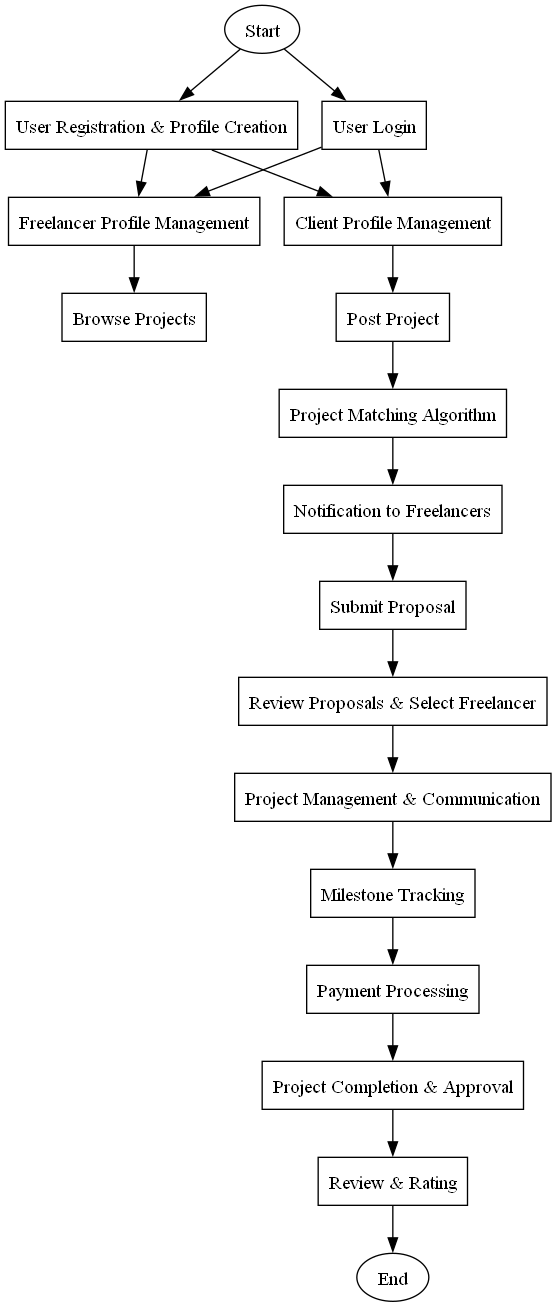 Start
User Registration & Profile Creation
User Login
Freelancer Profile Management
Client Profile Management
Browse Projects
Post Project
Project Matching Algorithm
Notification to Freelancers
Submit Proposal
Review Proposals & Select Freelancer
Project Management & Communication
Milestone Tracking
Payment Processing
Project Completion & Approval
Review & Rating
End